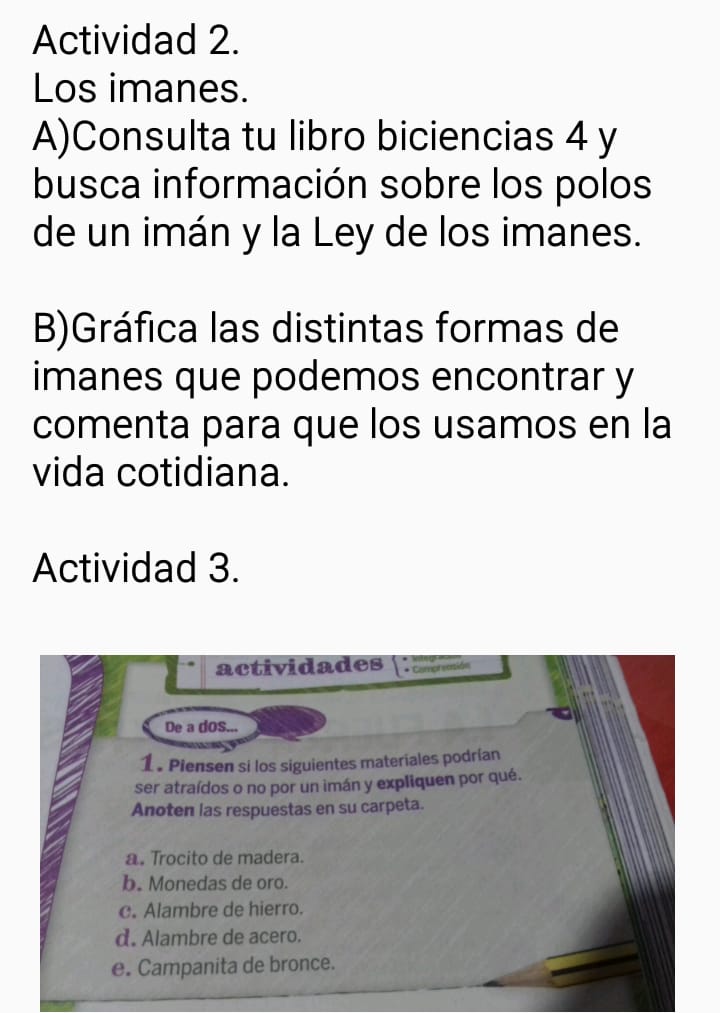 Actividad 2.
Los imanes.
A)Consulta tu libro biciencias 4 y
busca información sobre los polos
de un imán y la Ley de los imanes.
B)Gráfica las distintas formas de
imanes que podemos encontrar y
comenta para que los usamos en la
vida cotidiana.
Actividad 3.
actividades
• Comprensión
De a dos...
1. Piensen si los siguientes materiales podrían
ser atraídos o no por un imán y expliquen por qué.
Anoten las respuestas en su carpeta.
a. Trocito de madera.
b. Monedas de oro.
c. Alambre de hierro.
d. Alambre de acero.
e. Campanita de bronce.